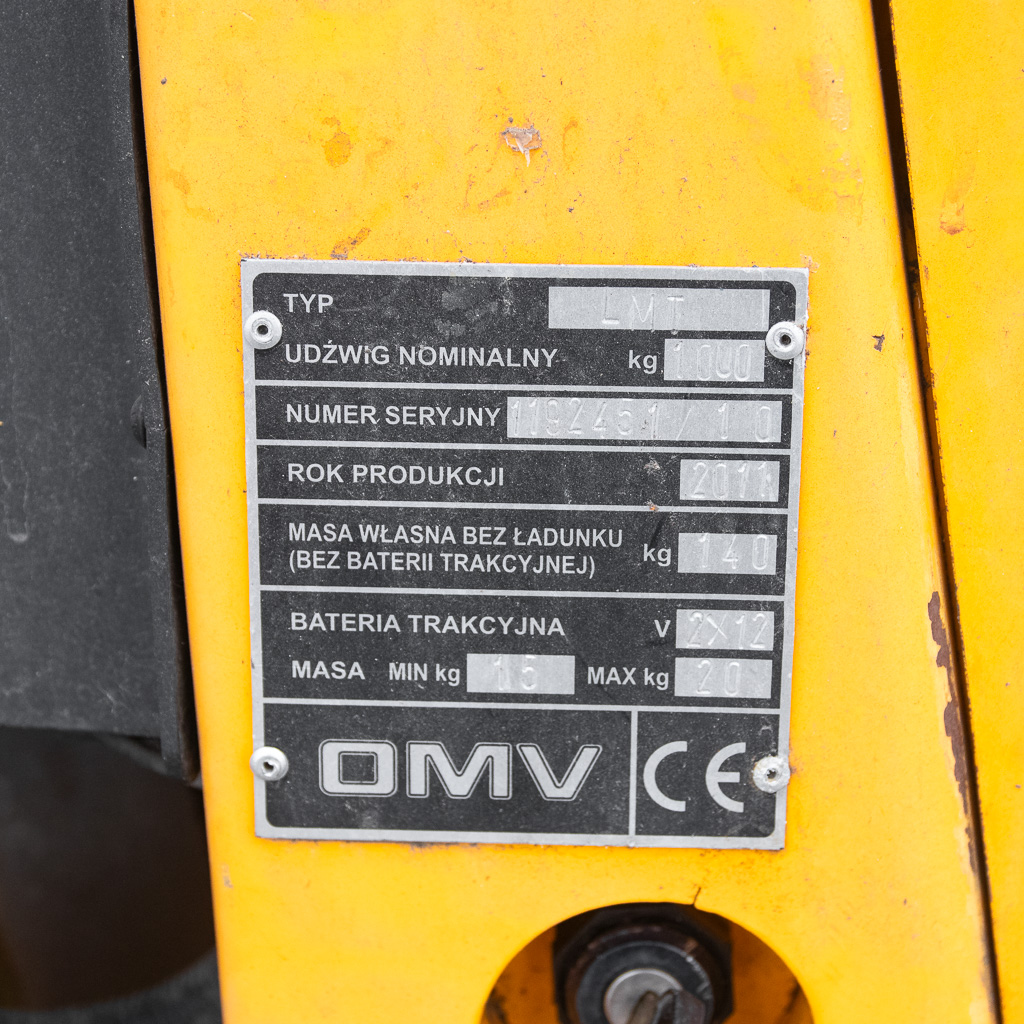 TYP LMT
UDŹWIG NOMINALNY kg 1000
NUMER SERYJNY 1192451/10
ROK PRODUKCJI 2011
MASA WŁASNA BEZ ŁADUNKU
(BEZ BATERII TRAKCYJNEJ) kg 140
BATERIA TRAKCYJNA V 2X12
MASA MIN kg 15 MAX kg 20
OMV CE